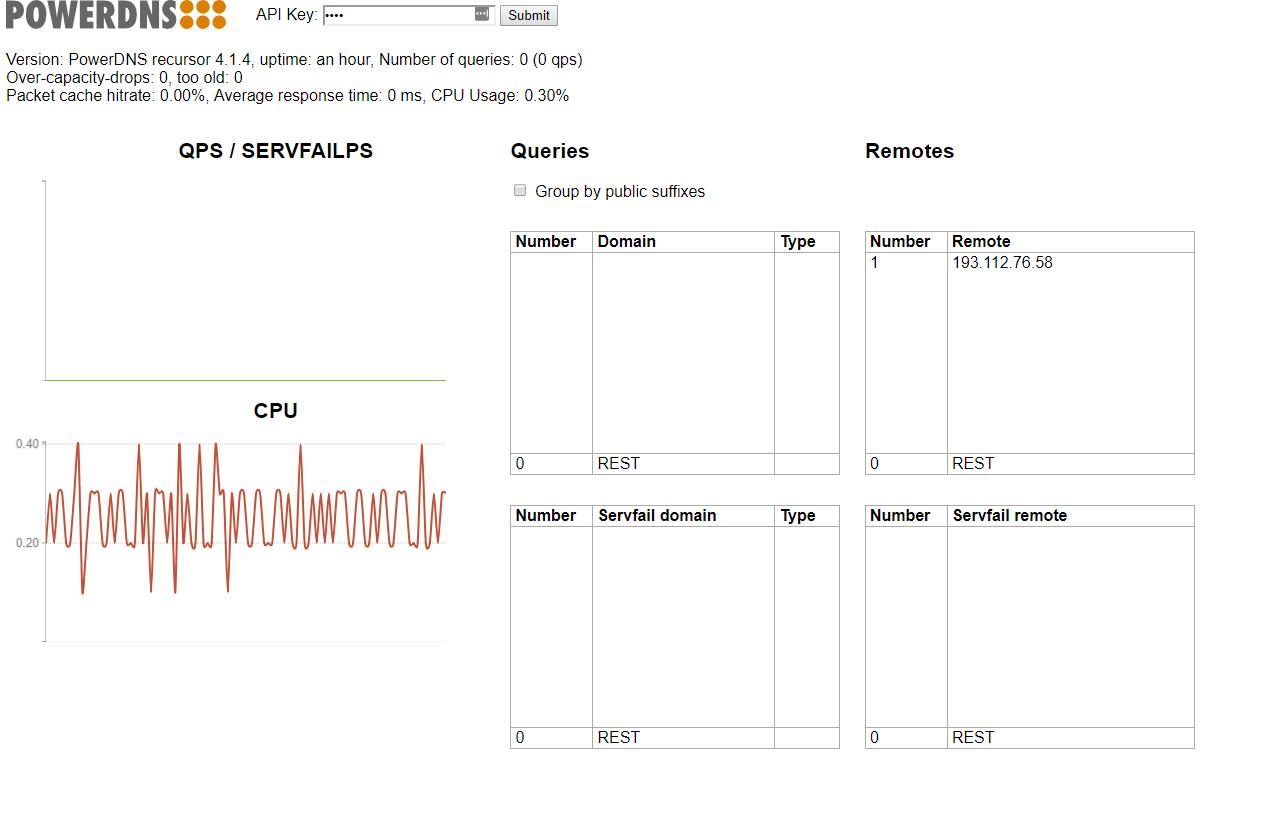 POWERDNS
API Key: •••• Submit
Version: PowerDNS recursor 4.1.4, uptime: an hour, Number of queries: 0 (0 qps)
Over-capacity-drops: 0, too old: 0
Packet cache hitrate: 0.00%, Average response time: 0 ms, CPU Usage: 0.30%
QPS / SERVFAILPS
CPU
0.40
0.20
Queries
Group by public suffixes
Number Domain Type
0 REST
Number Servfail domain Type
0 REST
Remotes
Number Remote
1 193.112.76.58
0 REST
Number Servfail remote
0 REST